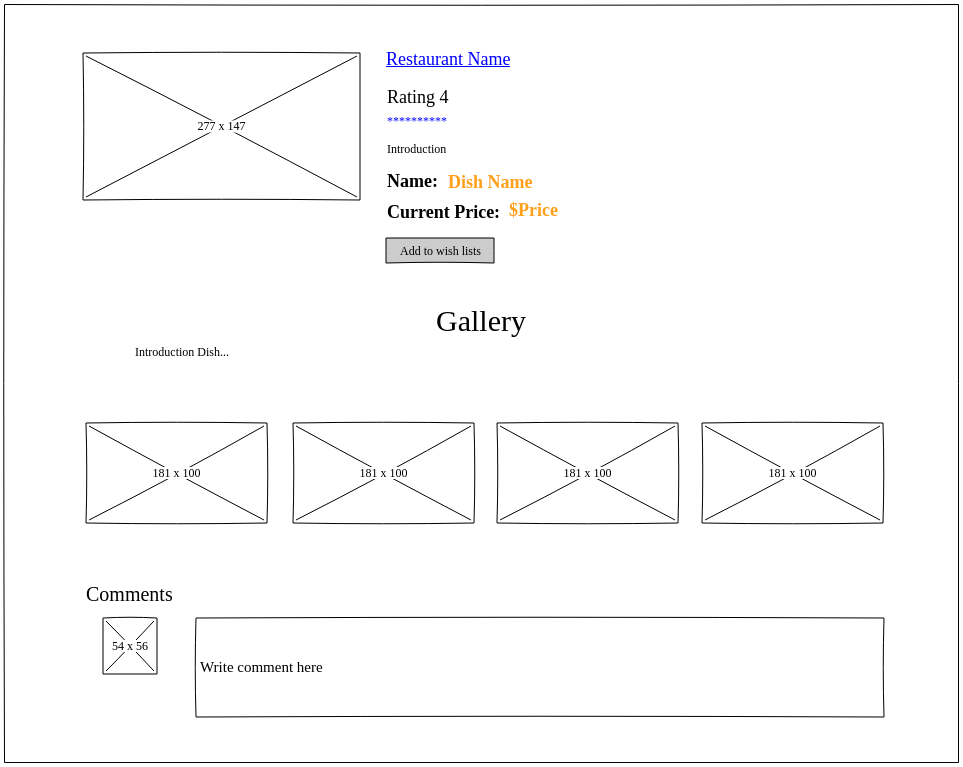 Restaurant Name
277 x 147
Rating 4
**********
Introduction
Name: Dish Name
Current Price: $Price
Add to wish lists
Gallery
Introduction Dish...
181 x 100 181 x 100 181 x 100 181 x 100
Comments
54 x 56
Write comment here